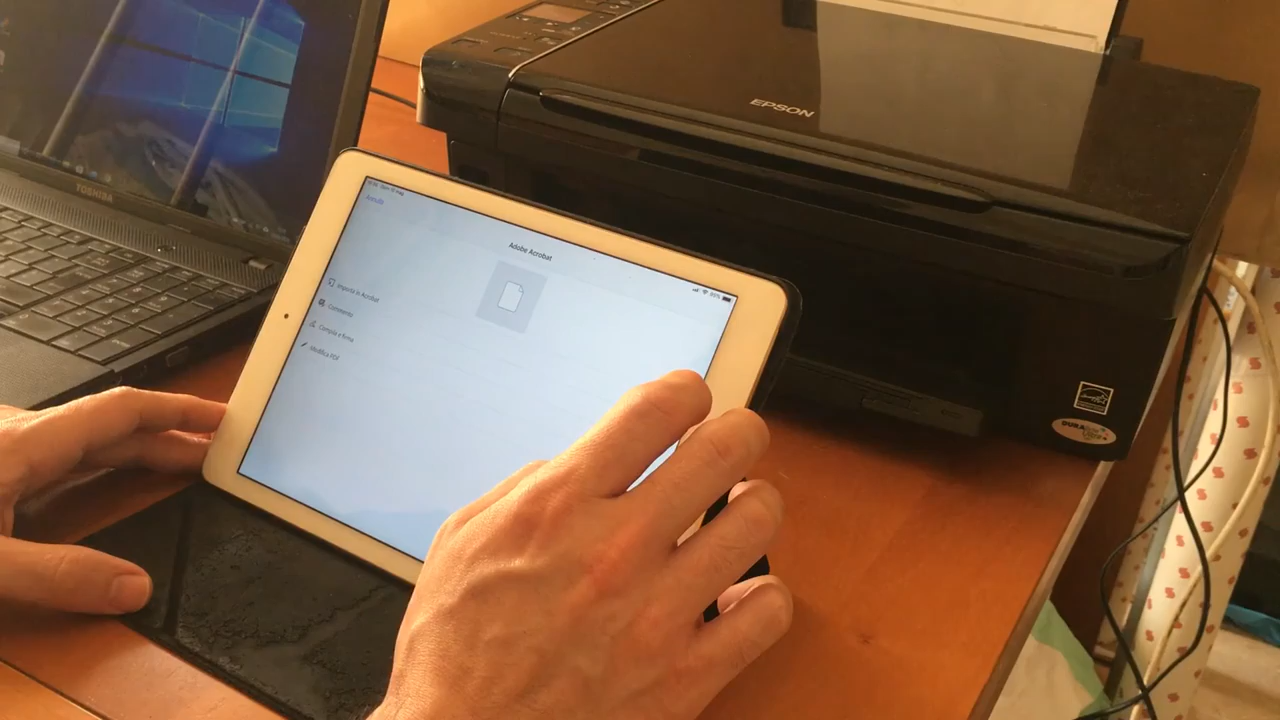 EPSON
TOSHIBA
Annulla
Adobe Acrobat
Importa in Acrobat
Commento
Compila e firma
Modifica PDF